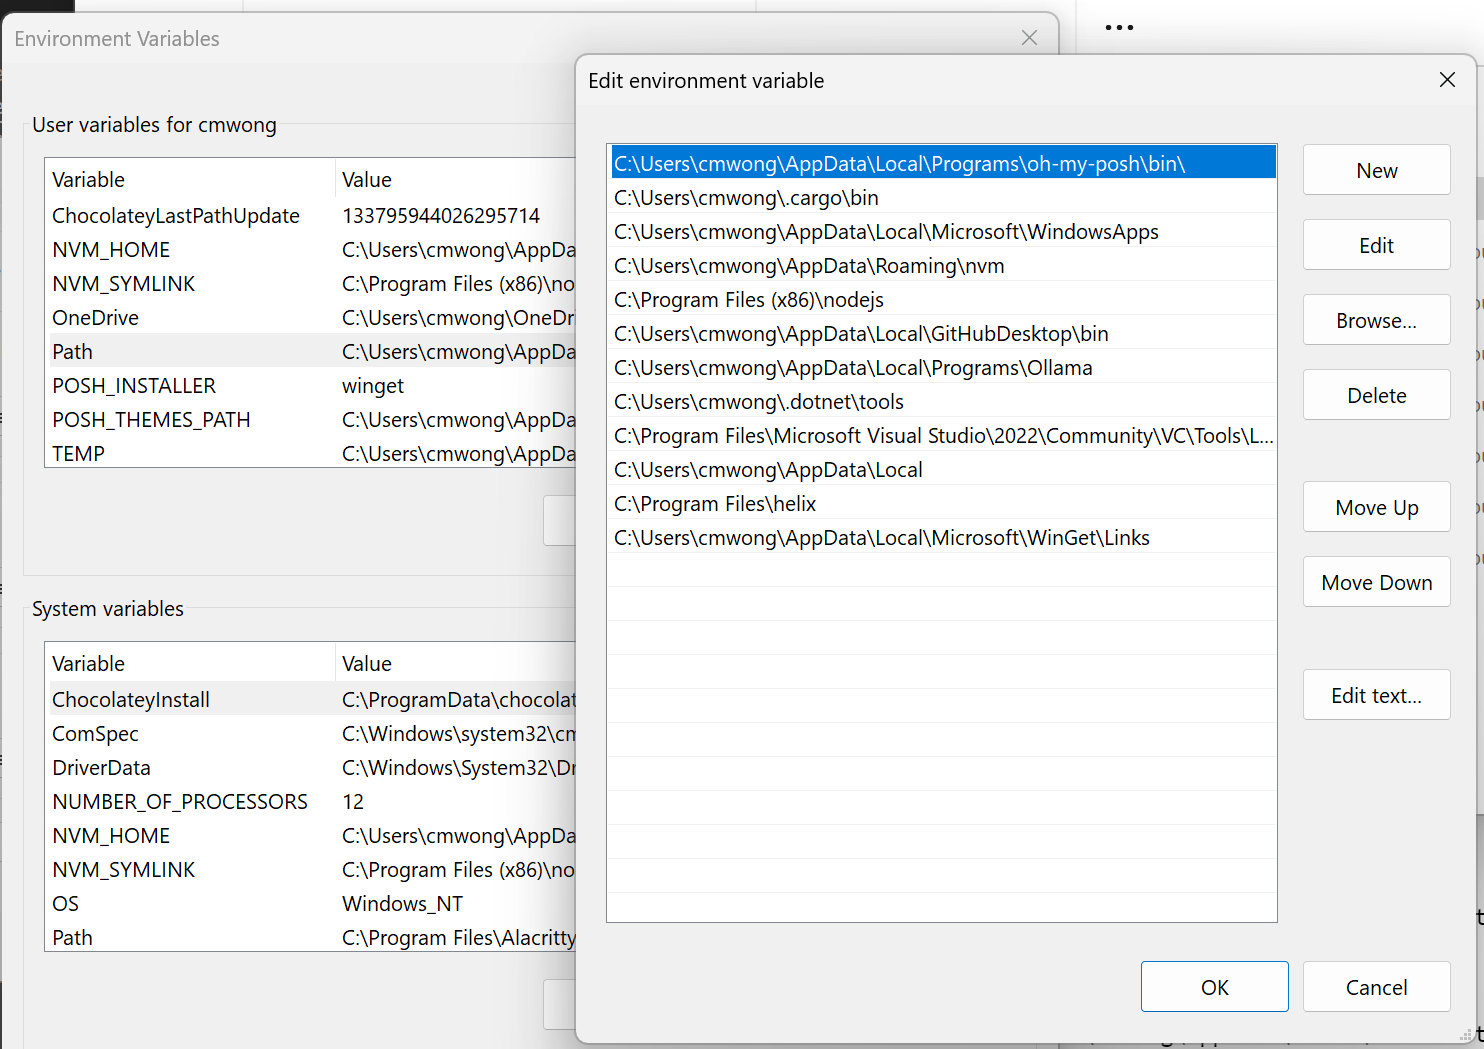 Environment Variables
User variables for cmwong
Variable Value
ChocolateyLastPathUpdate 133795944026295714
NVM_HOME C:\Users\cmwong\AppDa
NVM_SYMLINK C:\Program Files (x86)\no
OneDrive C:\Users\cmwong\OneDr
Path C:\Users\cmwong\AppDa
POSH_INSTALLER winget
POSH_THEMES_PATH C:\Users\cmwong\AppDa
TEMP C:\Users\cmwong\AppDa
System variables
Variable Value
ChocolateyInstall C:\ProgramData\chocolat
ComSpec C:\Windows\system32\cm
DriverData C:\Windows\System32\Dr
NUMBER_OF_PROCESSORS 12
NVM_HOME C:\Users\cmwong\AppDa
NVM_SYMLINK C:\Program Files (x86)\no
OS Windows_NT
Path C:\Program Files\Alacritty
...
Edit environment variable
C:\Users\cmwong\AppData\Local\Programs\oh-my-posh\bin\
C:\Users\cmwong\.cargo\bin
C:\Users\cmwong\AppData\Local\Microsoft\WindowsApps
C:\Users\cmwong\AppData\Roaming\nvm
C:\Program Files (x86)\nodejs
C:\Users\cmwong\AppData\Local\GitHubDesktop\bin
C:\Users\cmwong\AppData\Local\Programs\Ollama
C:\Users\cmwong\.dotnet\tools
C:\Program Files\Microsoft Visual Studio\2022\Community\VC\Tools\L...
C:\Users\cmwong\AppData\Local
C:\Program Files\helix
C:\Users\cmwong\AppData\Local\Microsoft\WinGet\Links
New
Edit
Browse...
Delete
Move Up
Move Down
Edit text...
OK
Cancel